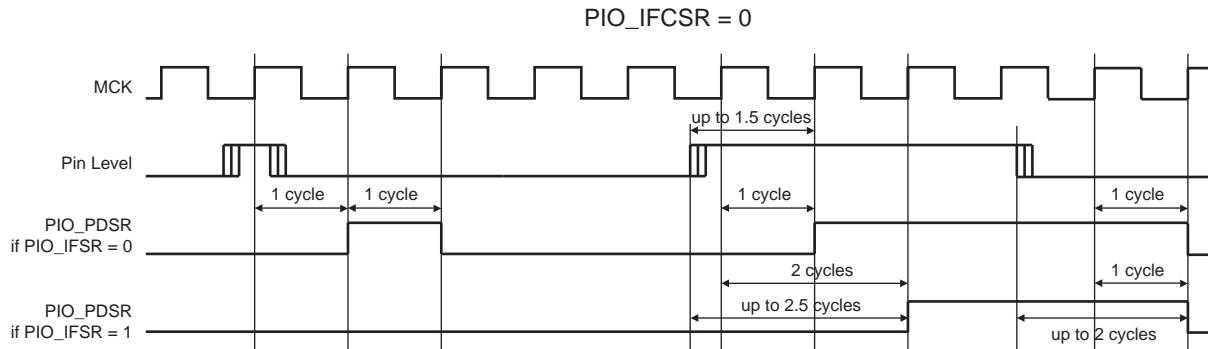 PIO_IFCSR = 0
MCK
up to 1.5 cycles
Pin Level
1 cycle
1 cycle
1 cycle
1 cycle
PIO_PDSR
if PIO_IFSR = 0
2 cycles
1 cycle
PIO_PDSR
if PIO_IFSR = 1
up to 2.5 cycles
up to 2 cycles